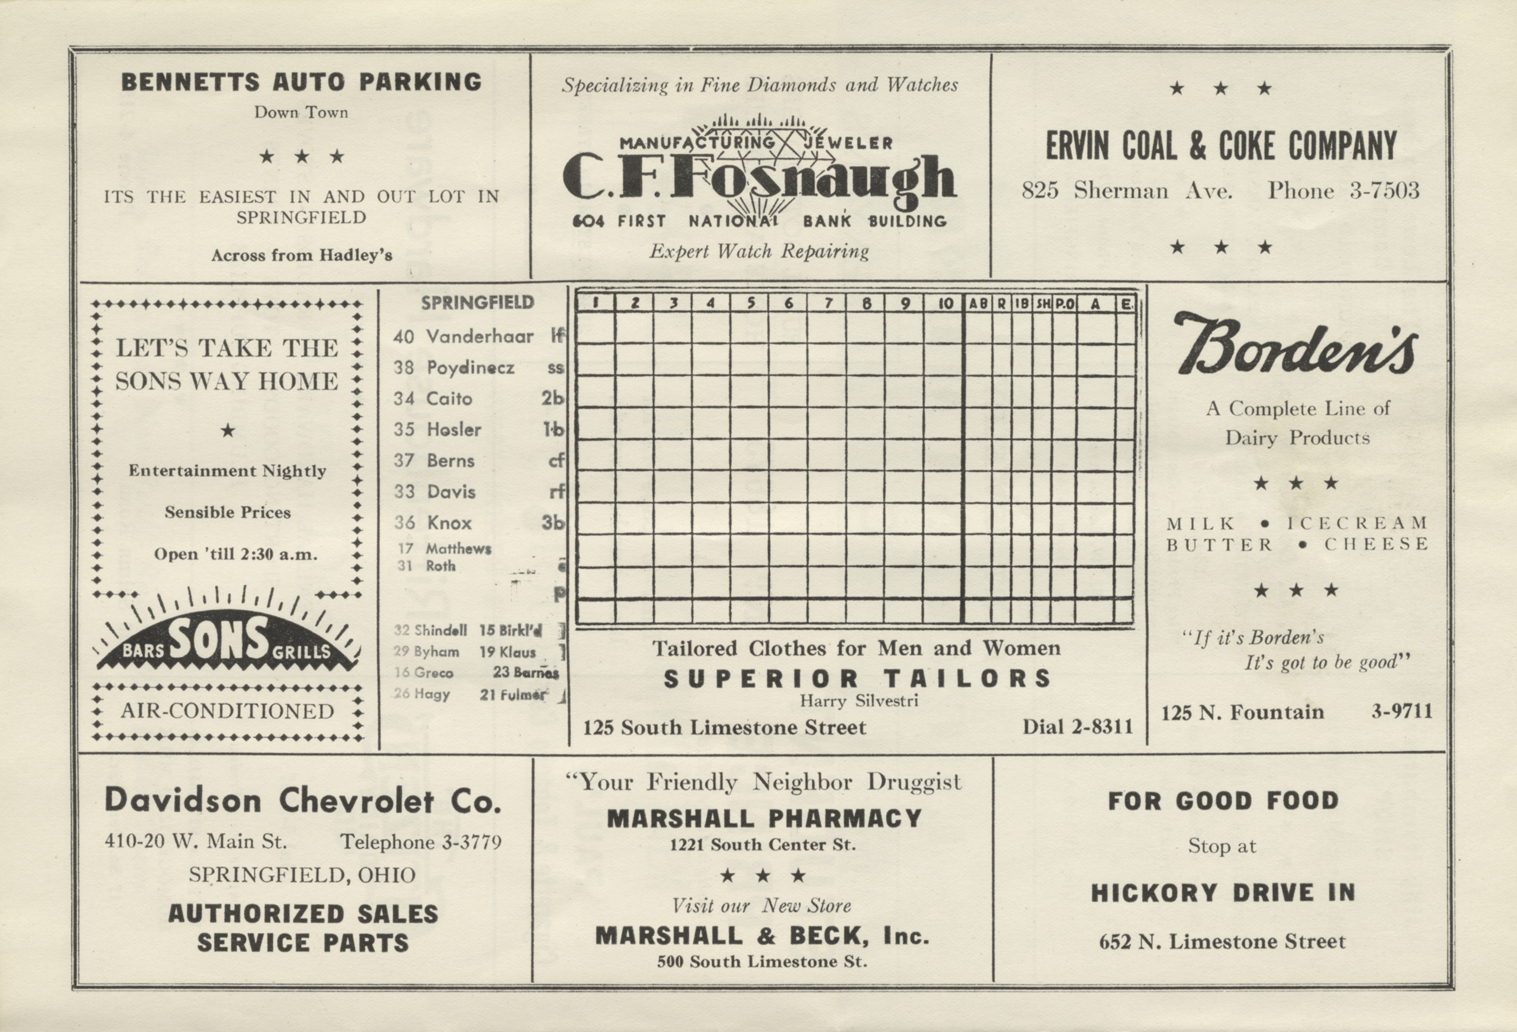 BENNETTS AUTO PARKING
Down Town
★ ★ ★
ITS THE EASIEST IN AND OUT LOT IN
SPRINGFIELD
Across from Hadley's
Specializing in Fine Diamonds and Watches
MANUFACTURING JEWELER
C.F. Fosnaugh
604 FIRST NATIONAL BANK BUILDING
Expert Watch Repairing
★ ★ ★
ERVIN COAL & COKE COMPANY
825 Sherman Ave. Phone 3-7503
★ ★ ★
LET'S TAKE THE
SONS WAY HOME
★
Entertainment Nightly
Sensible Prices
Open 'till 2:30 a.m.
BARS SONS GRILLS
AIR-CONDITIONED
SPRINGFIELD
40 Vanderhaar lf
38 Poydinecz ss
34 Caito 2b
35 Hosler 1b
37 Berns cf
33 Davis rf
36 Knox 3b
17 Matthews
31 Roth c
p
32 Shindell 15 Birkl'd
29 Byham 19 Klaus
16 Greco 23 Barnes
26 Hagy 21 Fulmer
1 2 3 4 5 6 7 8 9 10 AB R 1B SH P.O A E.
Tailored Clothes for Men and Women
SUPERIOR TAILORS
Harry Silvestri
125 South Limestone Street Dial 2-8311
Borden's
A Complete Line of
Dairy Products
★ ★ ★
MILK • ICECREAM
BUTTER • CHEESE
★ ★ ★
"If it's Borden's
It's got to be good"
125 N. Fountain 3-9711
Davidson Chevrolet Co.
410-20 W. Main St. Telephone 3-3779
SPRINGFIELD, OHIO
AUTHORIZED SALES
SERVICE PARTS
"Your Friendly Neighbor Druggist
MARSHALL PHARMACY
1221 South Center St.
★ ★ ★
Visit our New Store
MARSHALL & BECK, Inc.
500 South Limestone St.
FOR GOOD FOOD
Stop at
HICKORY DRIVE IN
652 N. Limestone Street